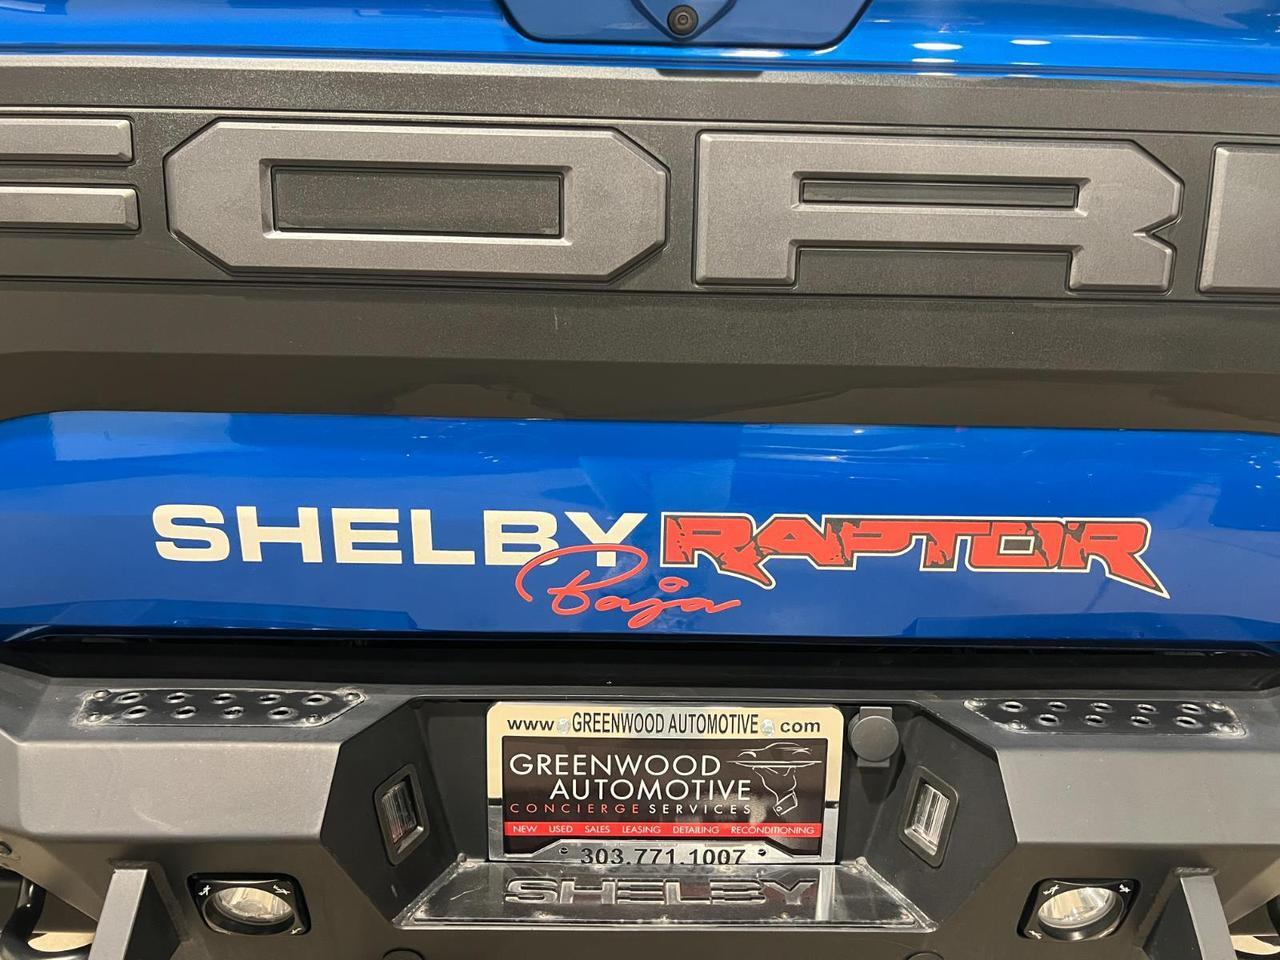 FORD
SHELBY RAPTOR
Baja
www GREENWOOD AUTOMOTIVE com
GREENWOOD
AUTOMOTIVE
CONCIERGE SERVICES
NEW USED SALES LEASING DETAILING RECONDITIONING
303.771.1007
SHELBY